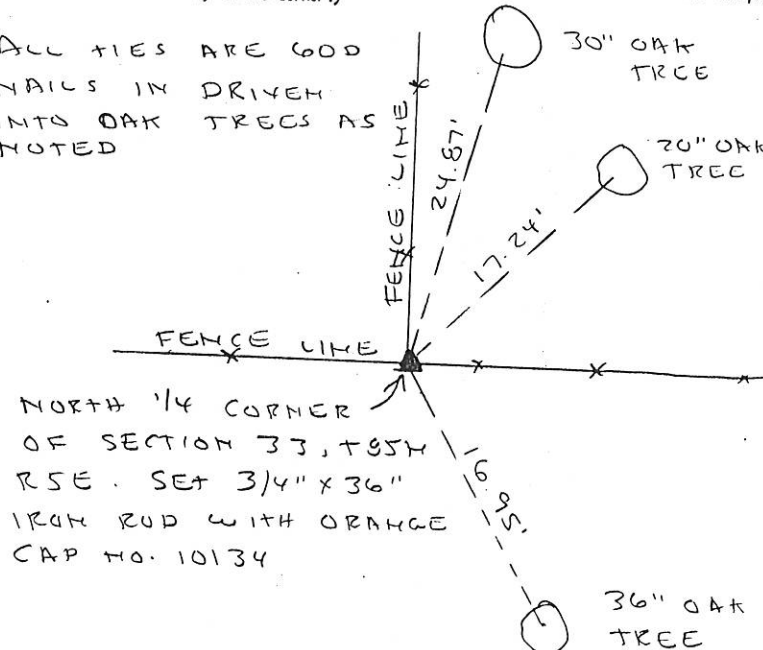 ALL TIES ARE 60D
NAILS IN DRIVEN
INTO OAK TREES AS
NOTED
30" OAK
TREE
20" OAK
TREE
FENCE LINE
24.87'
17.24'
FENCE LINE
NORTH 1/4 CORNER
OF SECTION 33, T95N
R5E. SET 3/4" X 36"
IRON ROD WITH ORANGE
CAP NO. 10134
16.95'
36" OAK
TREE